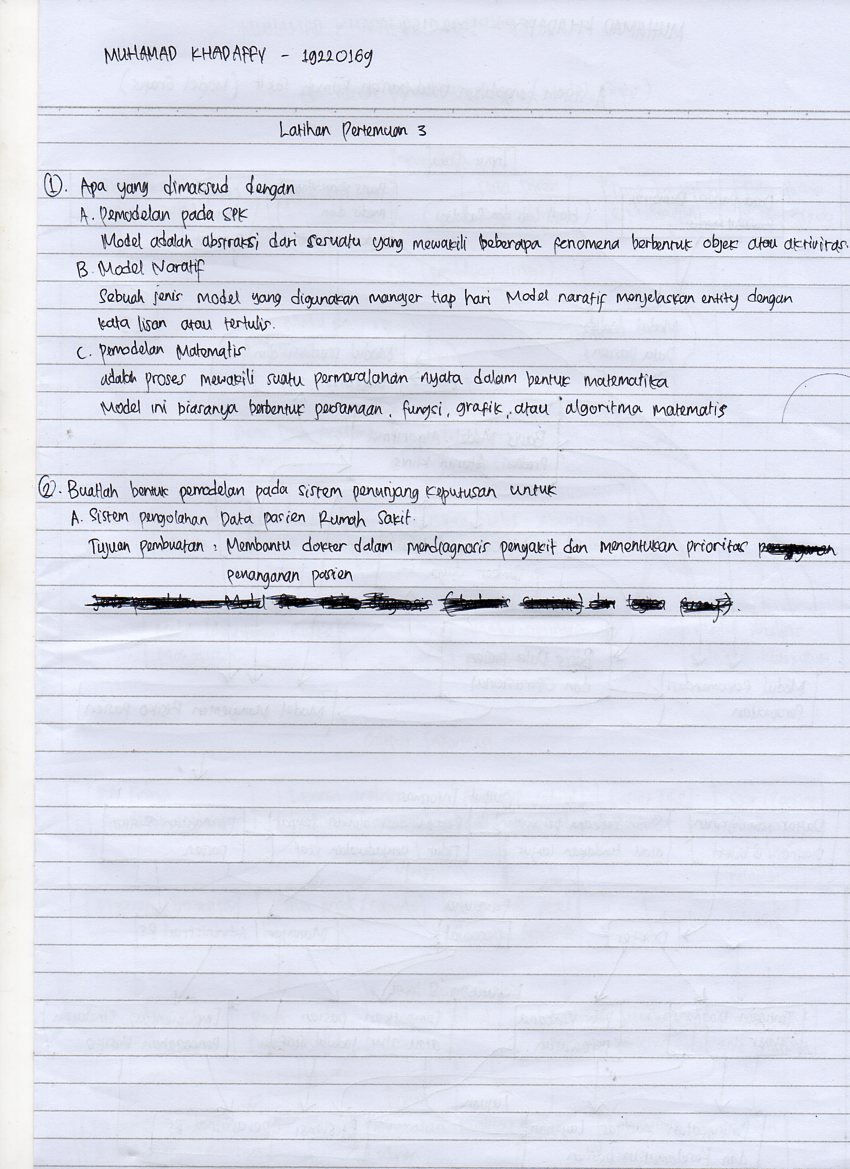 MUHAMAD KHADAFFY - 19220169
Latihan Pertemuan 3
①. Apa yang dimaksud dengan
A. Pemodelan pada SPK
Model adalah abstraksi dari sesuatu yang mewakili beberapa fenomena berbentuk objek atau aktivitas.
B. Model Naratif
Sebuah jenis Model yang digunakan manajer tiap hari Model naratif menjelaskan entity dengan
kata lisan atau tertulis.
C. Pemodelan Matematis
adalah proses mewakili suatu permasalahan nyata dalam bentuk matematika
Model ini biasanya berbentuk persamaan, fungsi, grafik, atau algoritma matematis
②. Buatlah bentuk pemodelan pada sistem penunjang keputusan untuk
A. Sistem pengolahan Data pasien Rumah Sakit.
Tujuan pembuatan : Membantu dokter dalam mendiagnosis penyakit dan menentukan prioritas
penanganan pasien